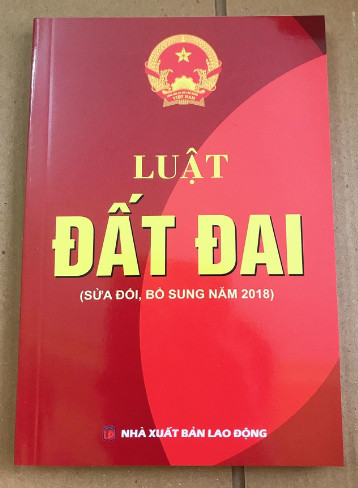 LUẬT
ĐẤT ĐAI
(SỬA ĐỔI, BỔ SUNG NĂM 2018)
NHÀ XUẤT BẢN LAO ĐỘNG